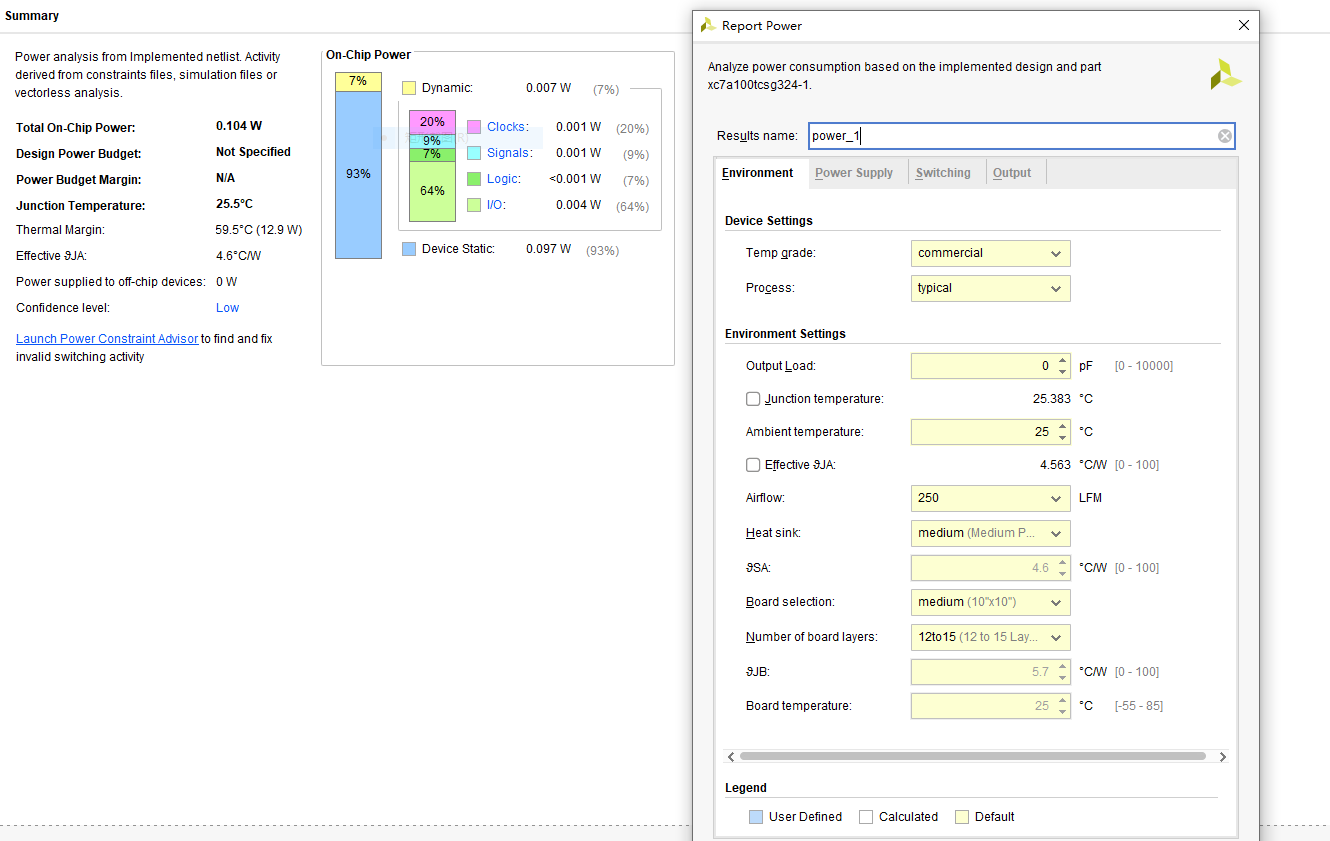 Summary
Power analysis from Implemented netlist. Activity
derived from constraints files, simulation files or
vectorless analysis.
Total On-Chip Power: 0.104 W
Design Power Budget: Not Specified
Power Budget Margin: N/A
Junction Temperature: 25.5°C
Thermal Margin: 59.5°C (12.9 W)
Effective ϑJA: 4.6°C/W
Power supplied to off-chip devices: 0 W
Confidence level: Low
Launch Power Constraint Advisor to find and fix
invalid switching activity
On-Chip Power
7%
93%
Dynamic: 0.007 W (7%)
20%
9%
7%
64%
Clocks: 0.001 W (20%)
Signals: 0.001 W (9%)
Logic: <0.001 W (7%)
I/O: 0.004 W (64%)
Device Static: 0.097 W (93%)
Report Power
Analyze power consumption based on the implemented design and part
xc7a100tcsg324-1.
Results name: power_1
Environment Power Supply Switching Output
Device Settings
Temp grade: commercial
Process: typical
Environment Settings
Output Load: 0 pF [0 - 10000]
Junction temperature: 25.383 °C
Ambient temperature: 25 °C
Effective ϑJA: 4.563 °C/W [0 - 100]
Airflow: 250 LFM
Heat sink: medium (Medium P...
ϑSA: 4.6 °C/W [0 - 100]
Board selection: medium (10"x10")
Number of board layers: 12to15 (12 to 15 Lay...
ϑJB: 5.7 °C/W [0 - 100]
Board temperature: 25 °C [-55 - 85]
Legend
User Defined Calculated Default